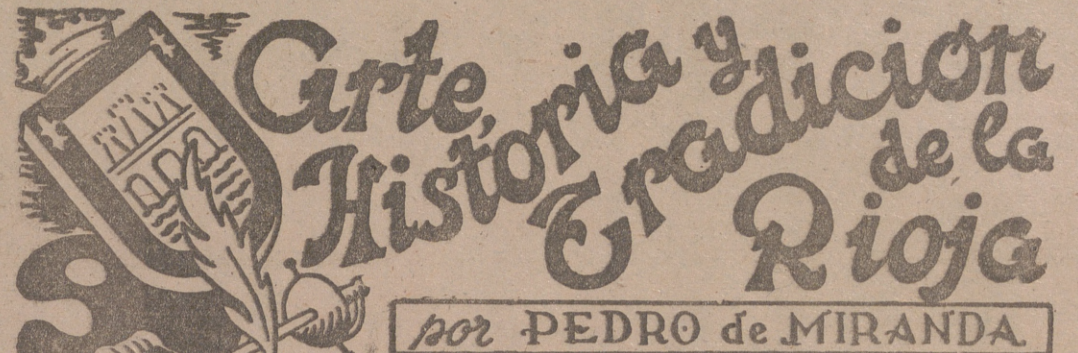 Arte,
Historia y
Tradicion
de la
Rioja
por PEDRO de MIRANDA